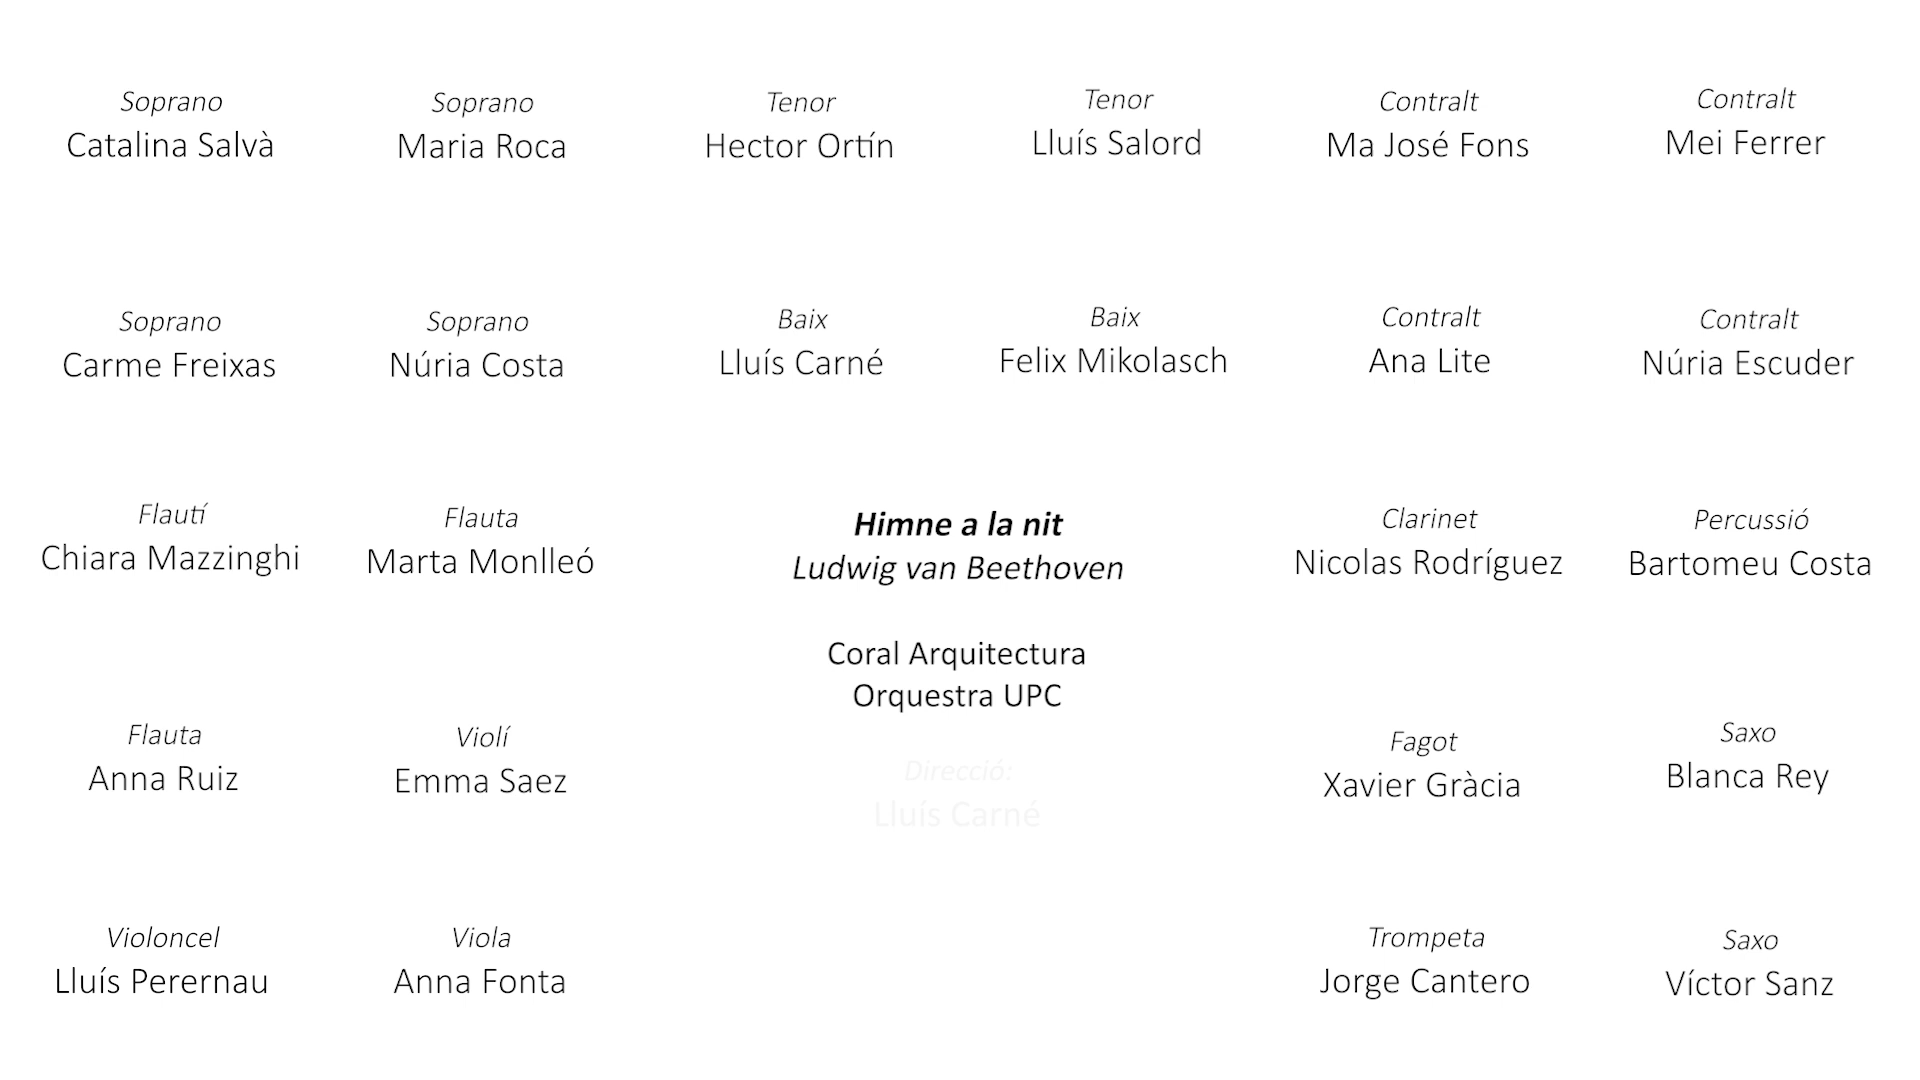 Soprano
Catalina Salvà
Soprano
Maria Roca
Tenor
Hector Ortín
Tenor
Lluís Salord
Contralt
Ma José Fons
Contralt
Mei Ferrer
Soprano
Carme Freixas
Soprano
Núria Costa
Baix
Lluís Carné
Baix
Felix Mikolasch
Contralt
Ana Lite
Contralt
Núria Escuder
Flautí
Chiara Mazzinghi
Flauta
Marta Monlleó
Himne a la nit
Ludwig van Beethoven
Coral Arquitectura
Orquestra UPC
Direcció:
Lluís Carné
Clarinet
Nicolas Rodríguez
Percussió
Bartomeu Costa
Flauta
Anna Ruiz
Violí
Emma Saez
Fagot
Xavier Gràcia
Saxo
Blanca Rey
Violoncel
Lluís Perernau
Viola
Anna Fonta
Trompeta
Jorge Cantero
Saxo
Víctor Sanz